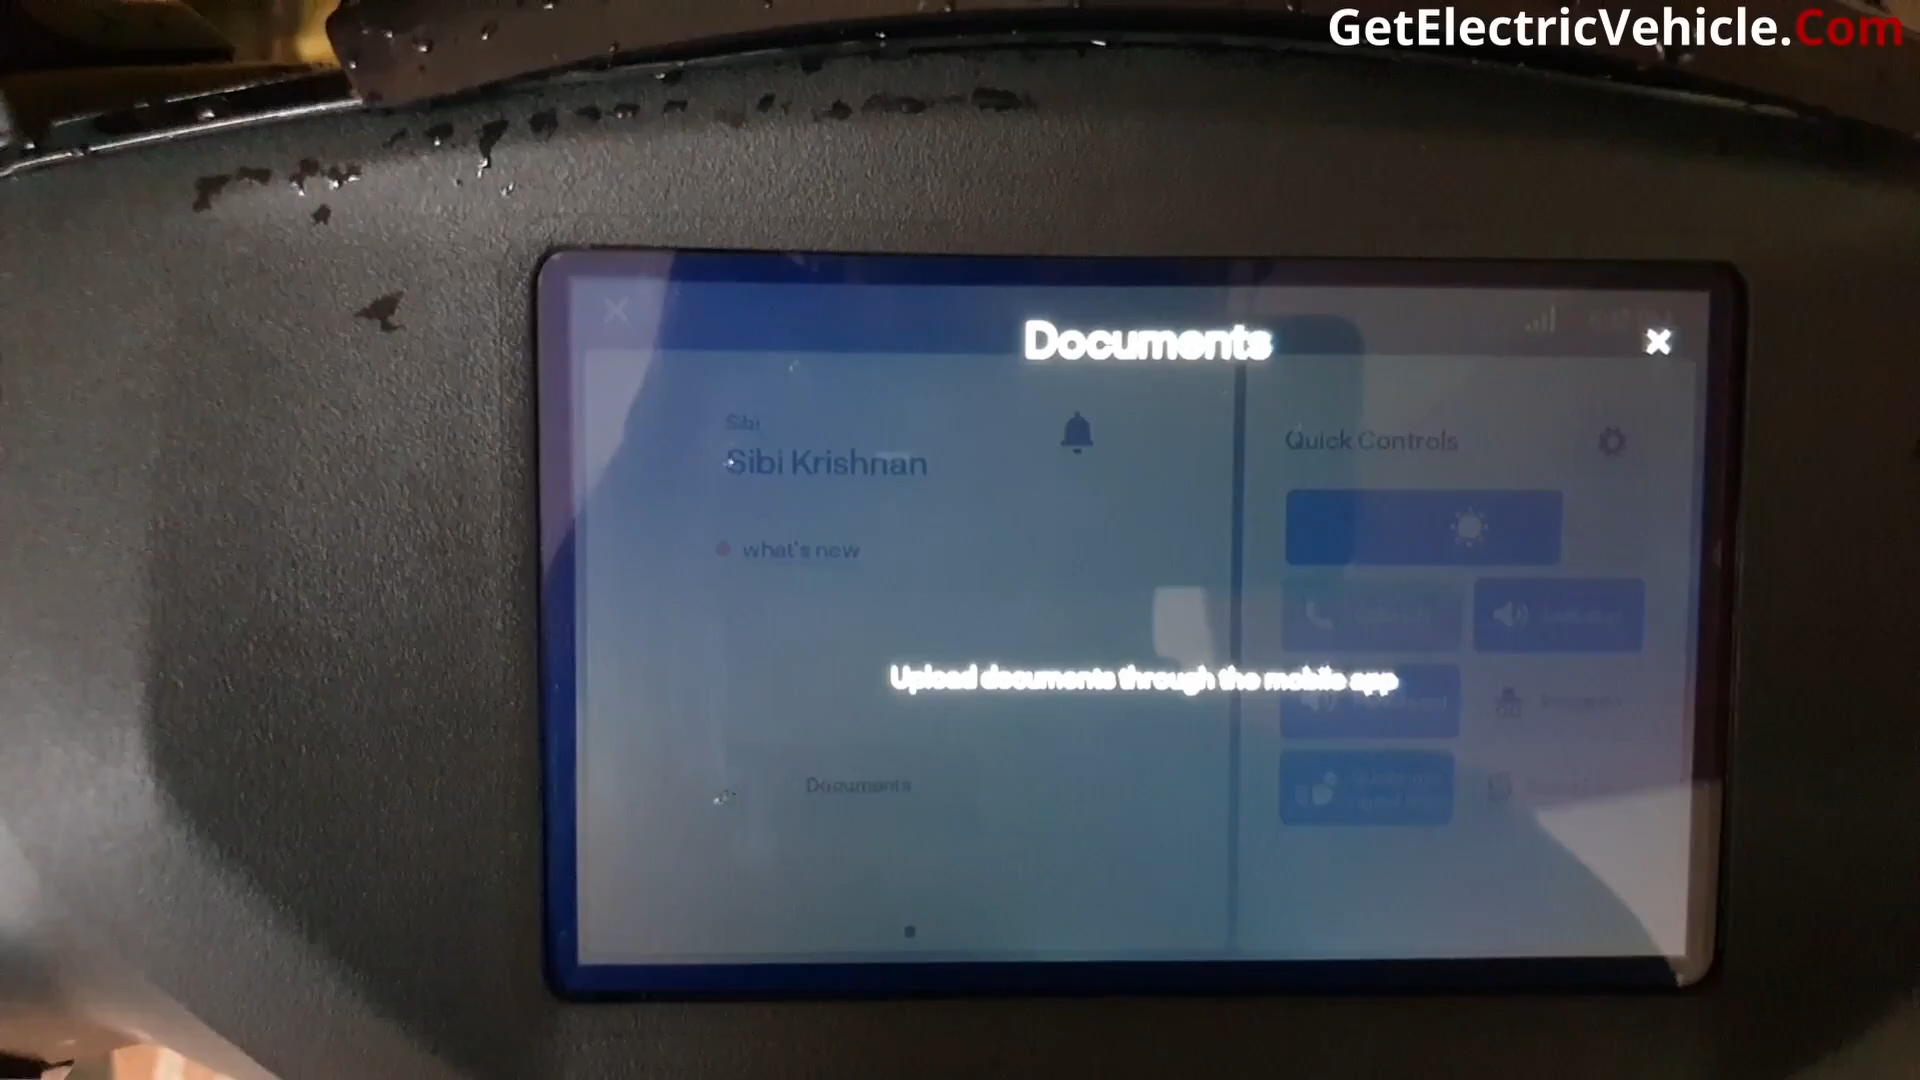 GetElectricVehicle.Com
Documents
Sibi
Sibi Krishnan
Quick Controls
what's new
Upload documents through the mobile app
Documents